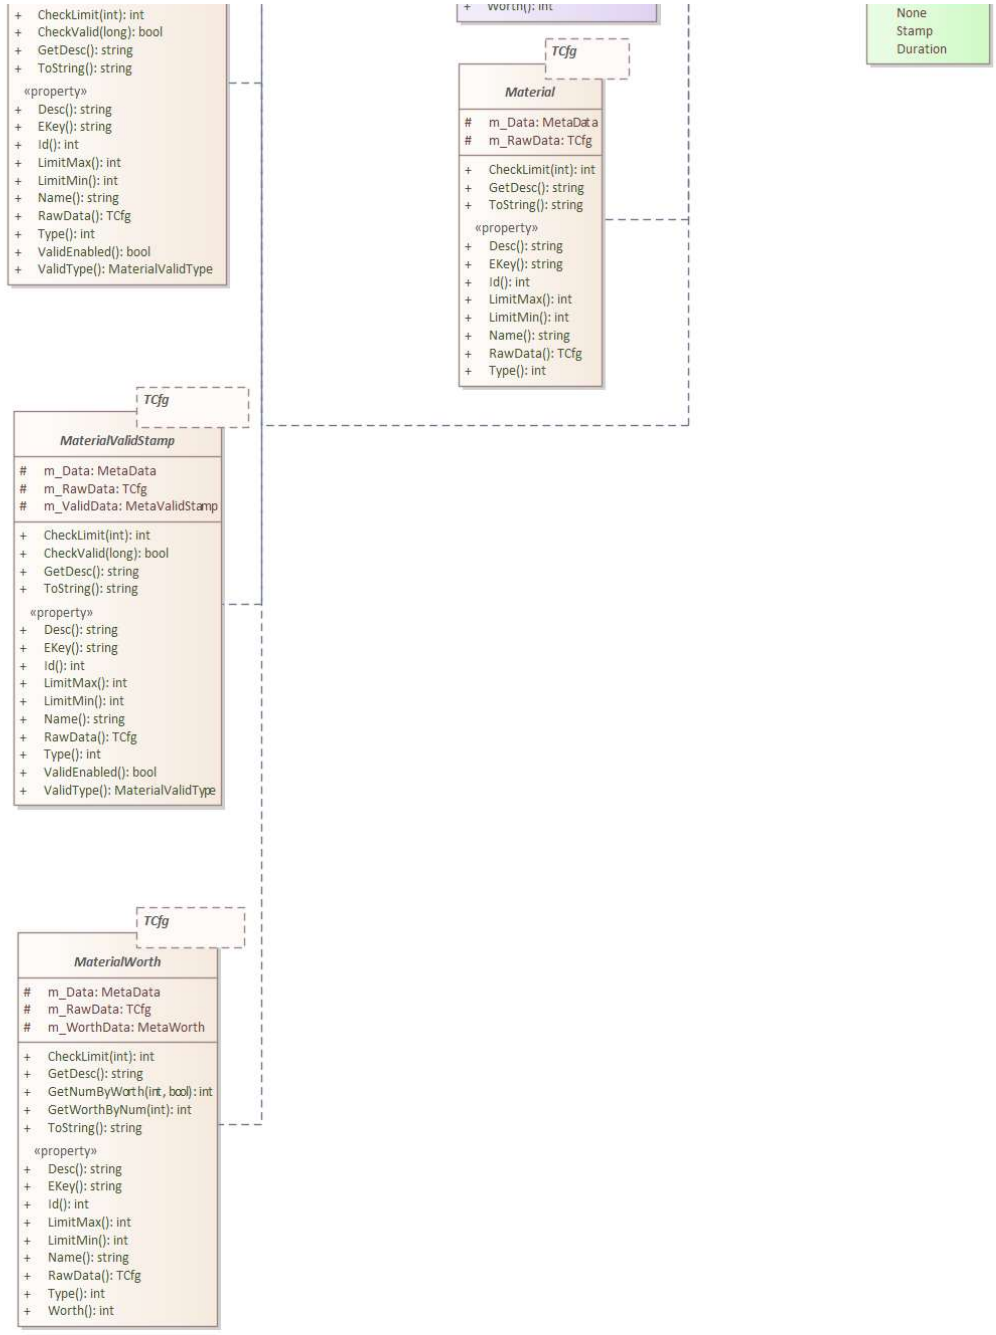 + CheckLimit(int): int
+ CheckValid(long): bool
+ GetDesc(): string
+ ToString(): string
«property»
+ Desc(): string
+ EKey(): string
+ Id(): int
+ LimitMax(): int
+ LimitMin(): int
+ Name(): string
+ RawData(): TCfg
+ Type(): int
+ ValidEnabled(): bool
+ ValidType(): MaterialValidType
+ Worth(): int
TCfg
Material
# m_Data: MetaData
# m_RawData: TCfg
+ CheckLimit(int): int
+ GetDesc(): string
+ ToString(): string
«property»
+ Desc(): string
+ EKey(): string
+ Id(): int
+ LimitMax(): int
+ LimitMin(): int
+ Name(): string
+ RawData(): TCfg
+ Type(): int
None
Stamp
Duration
TCfg
MaterialValidStamp
# m_Data: MetaData
# m_RawData: TCfg
# m_ValidData: MetaValidStamp
+ CheckLimit(int): int
+ CheckValid(long): bool
+ GetDesc(): string
+ ToString(): string
«property»
+ Desc(): string
+ EKey(): string
+ Id(): int
+ LimitMax(): int
+ LimitMin(): int
+ Name(): string
+ RawData(): TCfg
+ Type(): int
+ ValidEnabled(): bool
+ ValidType(): MaterialValidType
TCfg
MaterialWorth
# m_Data: MetaData
# m_RawData: TCfg
# m_WorthData: MetaWorth
+ CheckLimit(int): int
+ GetDesc(): string
+ GetNumByWorth(int, bool): int
+ GetWorthByNum(int): int
+ ToString(): string
«property»
+ Desc(): string
+ EKey(): string
+ Id(): int
+ LimitMax(): int
+ LimitMin(): int
+ Name(): string
+ RawData(): TCfg
+ Type(): int
+ Worth(): int